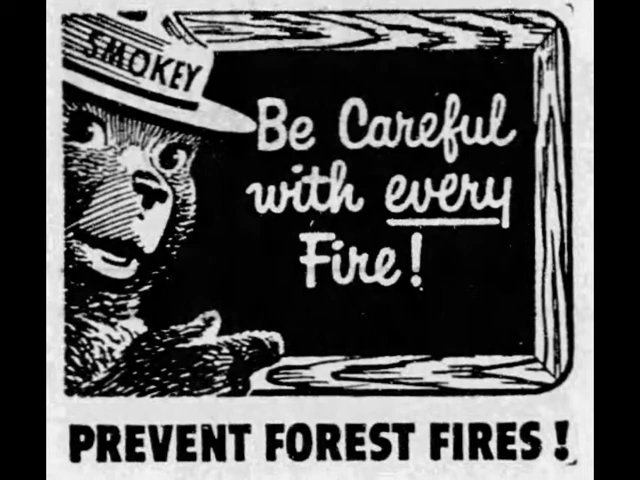 SMOKEY
Be Careful
with every
Fire!
PREVENT FOREST FIRES!